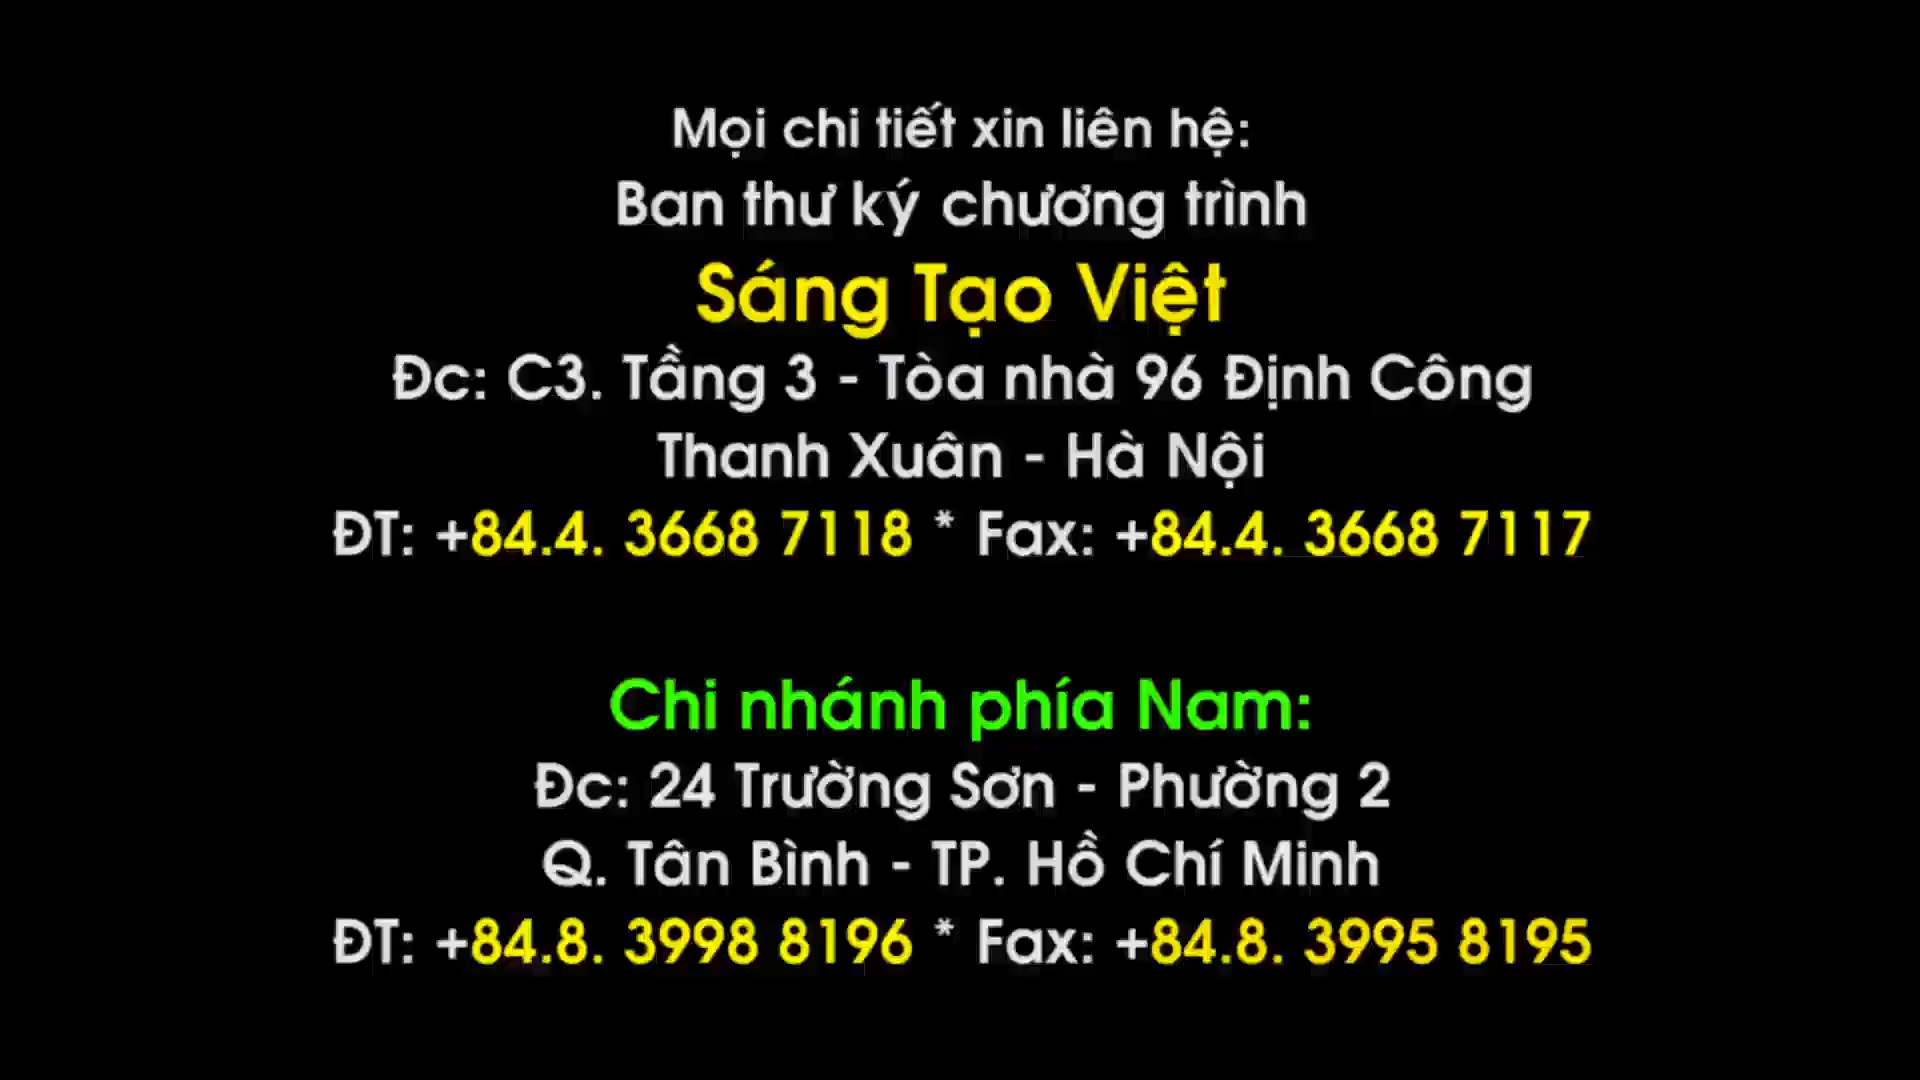 Mọi chi tiết xin liên hệ:
Ban thư ký chương trình
Sáng Tạo Việt
Đc: C3. Tầng 3 - Tòa nhà 96 Định Công
Thanh Xuân - Hà Nội
ĐT: +84.4. 3668 7118 * Fax: +84.4. 3668 7117
Chi nhánh phía Nam:
Đc: 24 Trường Sơn - Phường 2
Q. Tân Bình - TP. Hồ Chí Minh
ĐT: +84.8. 3998 8196 * Fax: +84.8. 3995 8195